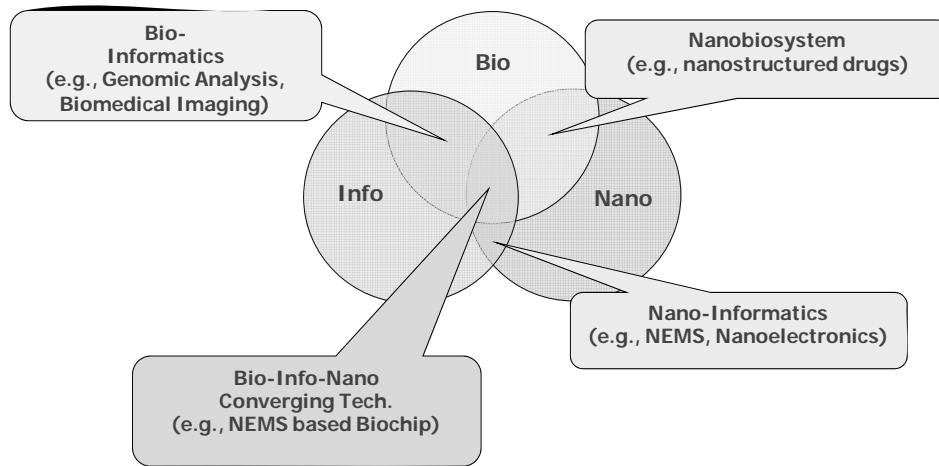 Bio-
Informatics
(e.g., Genomic Analysis,
Biomedical Imaging)
Bio
Nanobiosystem
(e.g., nanostructured drugs)
Info
Nano
Nano-Informatics
(e.g., NEMS, Nanoelectronics)
Bio-Info-Nano
Converging Tech.
(e.g., NEMS based Biochip)